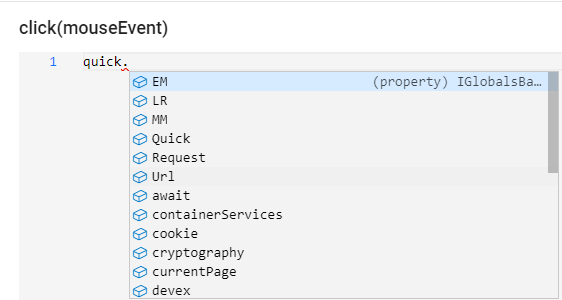 click(mouseEvent)
1 quick.
EM (property) IGlobalsBa…
LR
MM
Quick
Request
Url
await
containerServices
cookie
cryptography
currentPage
devex